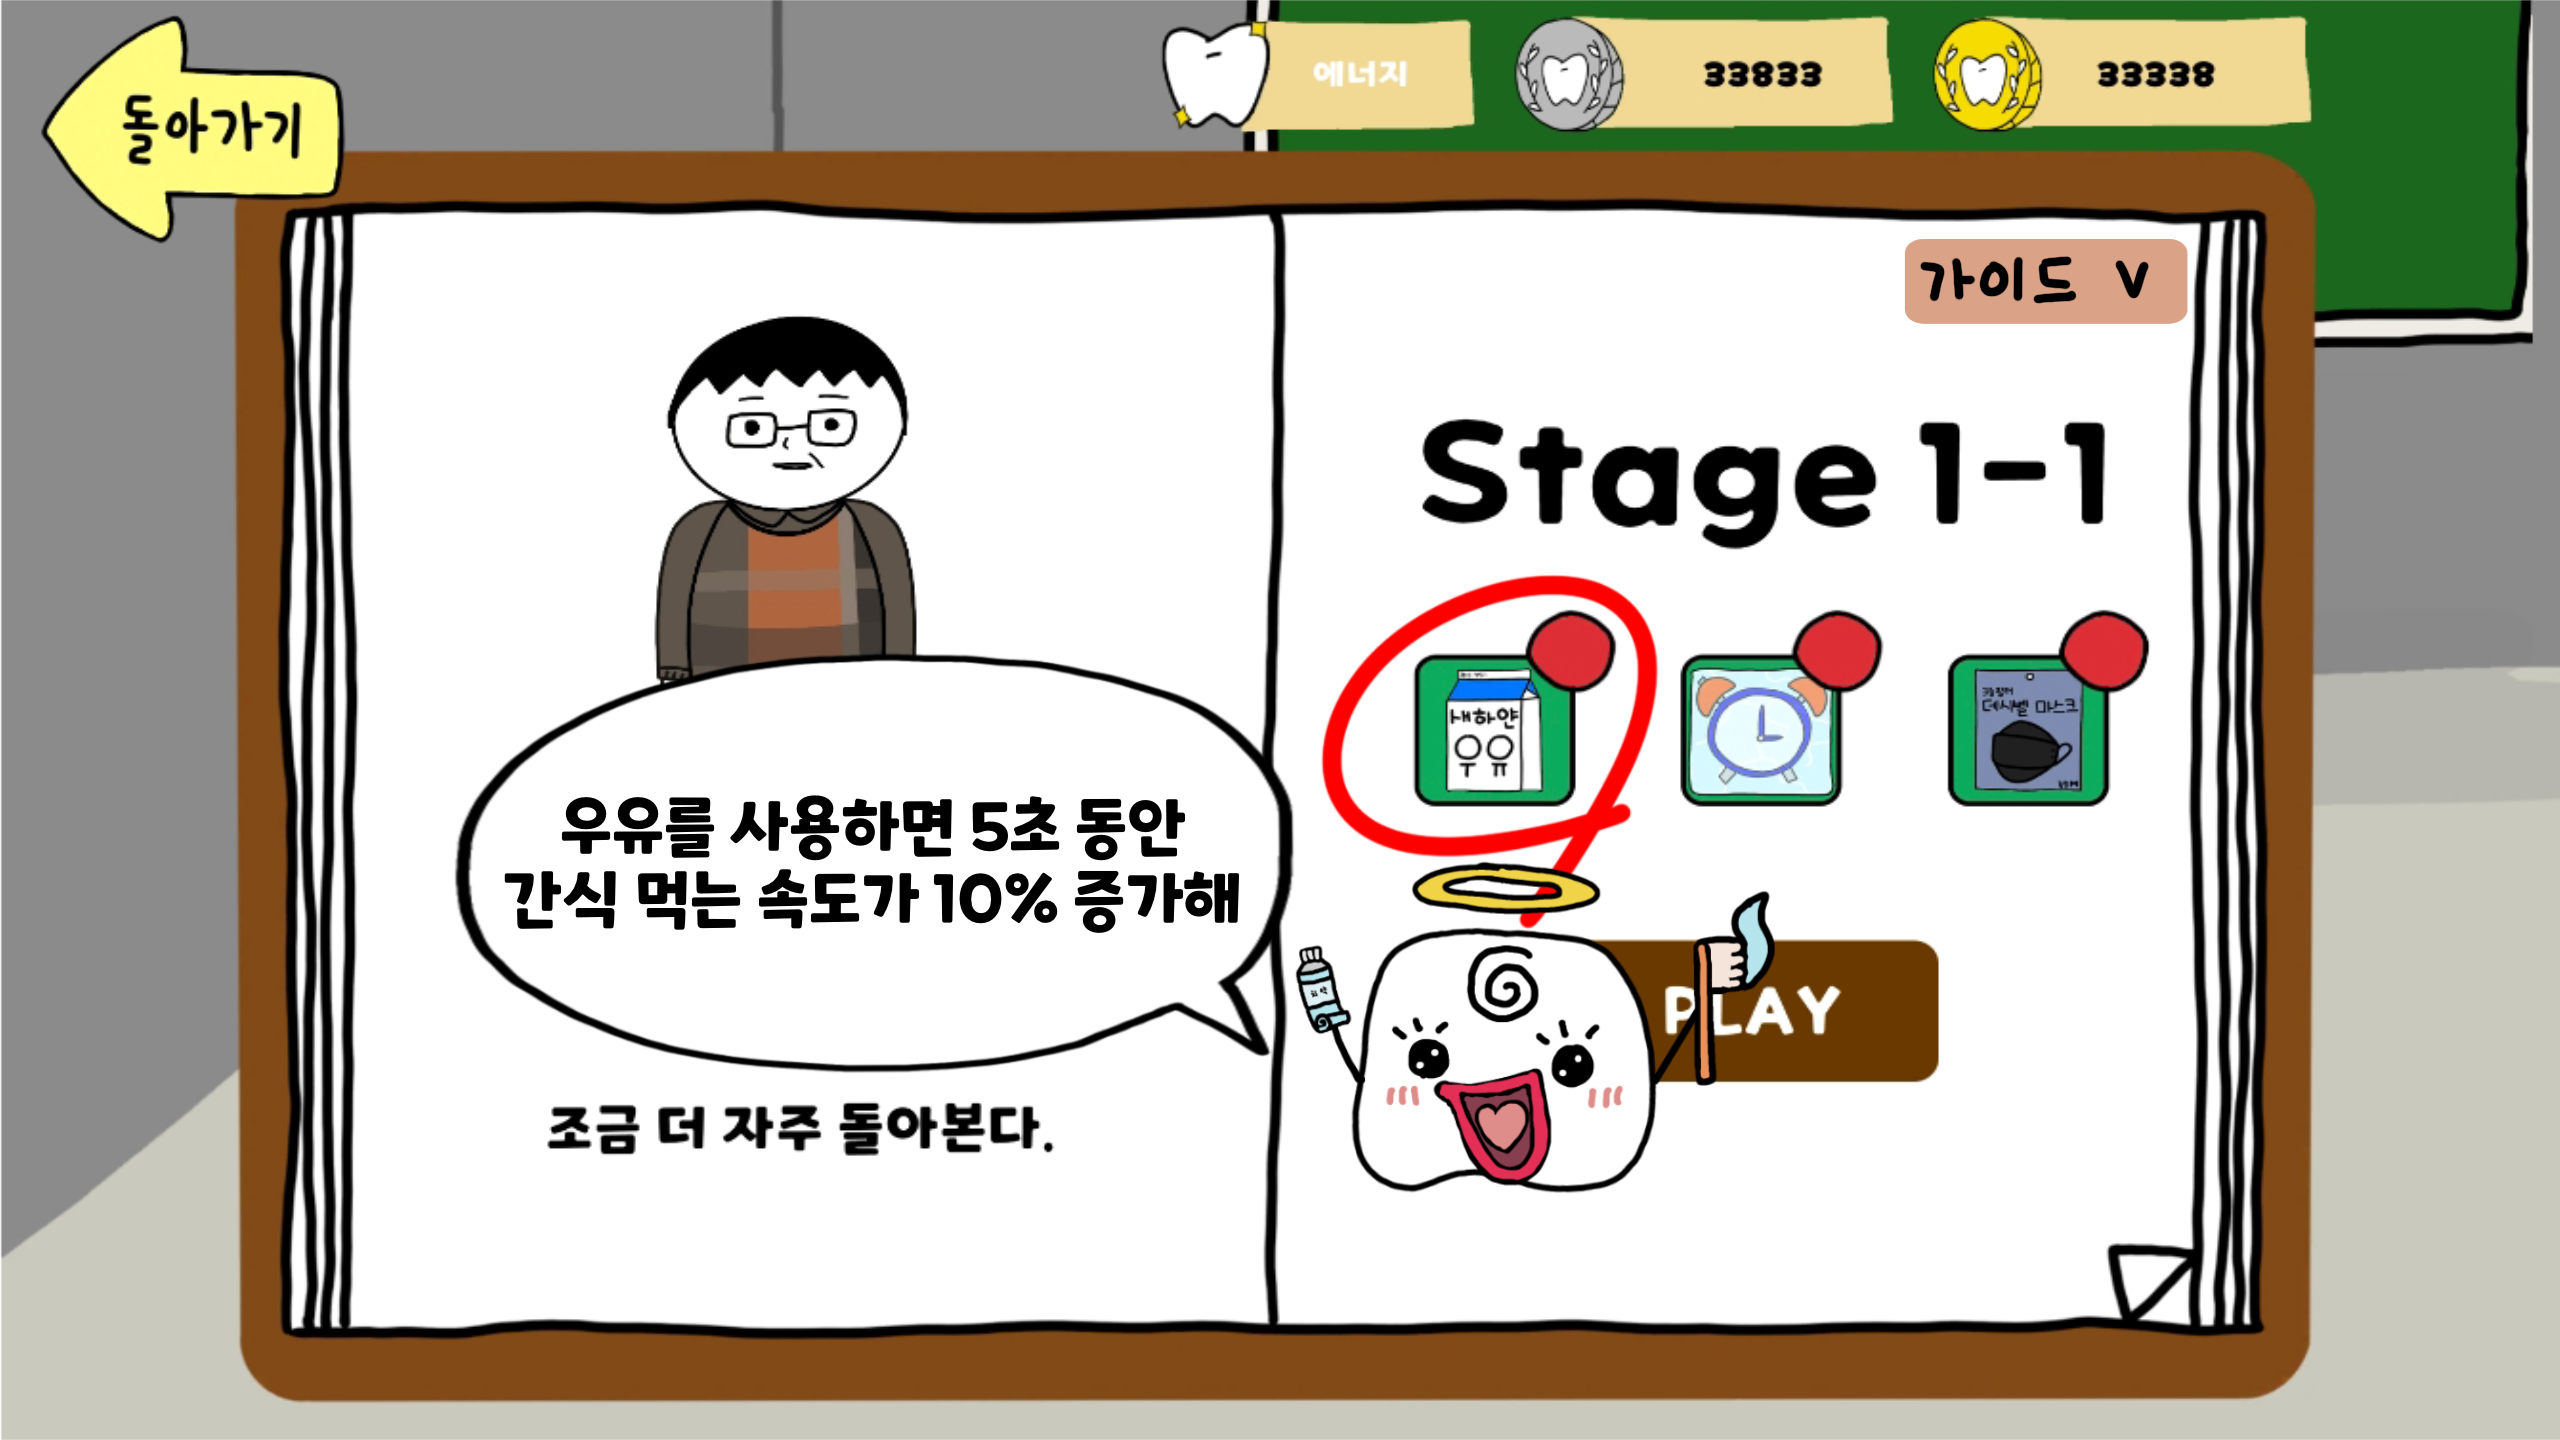 돌아가기
에너지
33833
33338
가이드 V
Stage 1-1
새하얀
우유
데시벨 마스크
우유를 사용하면 5초 동안
간식 먹는 속도가 10% 증가해
PLAY
조금 더 자주 돌아본다.